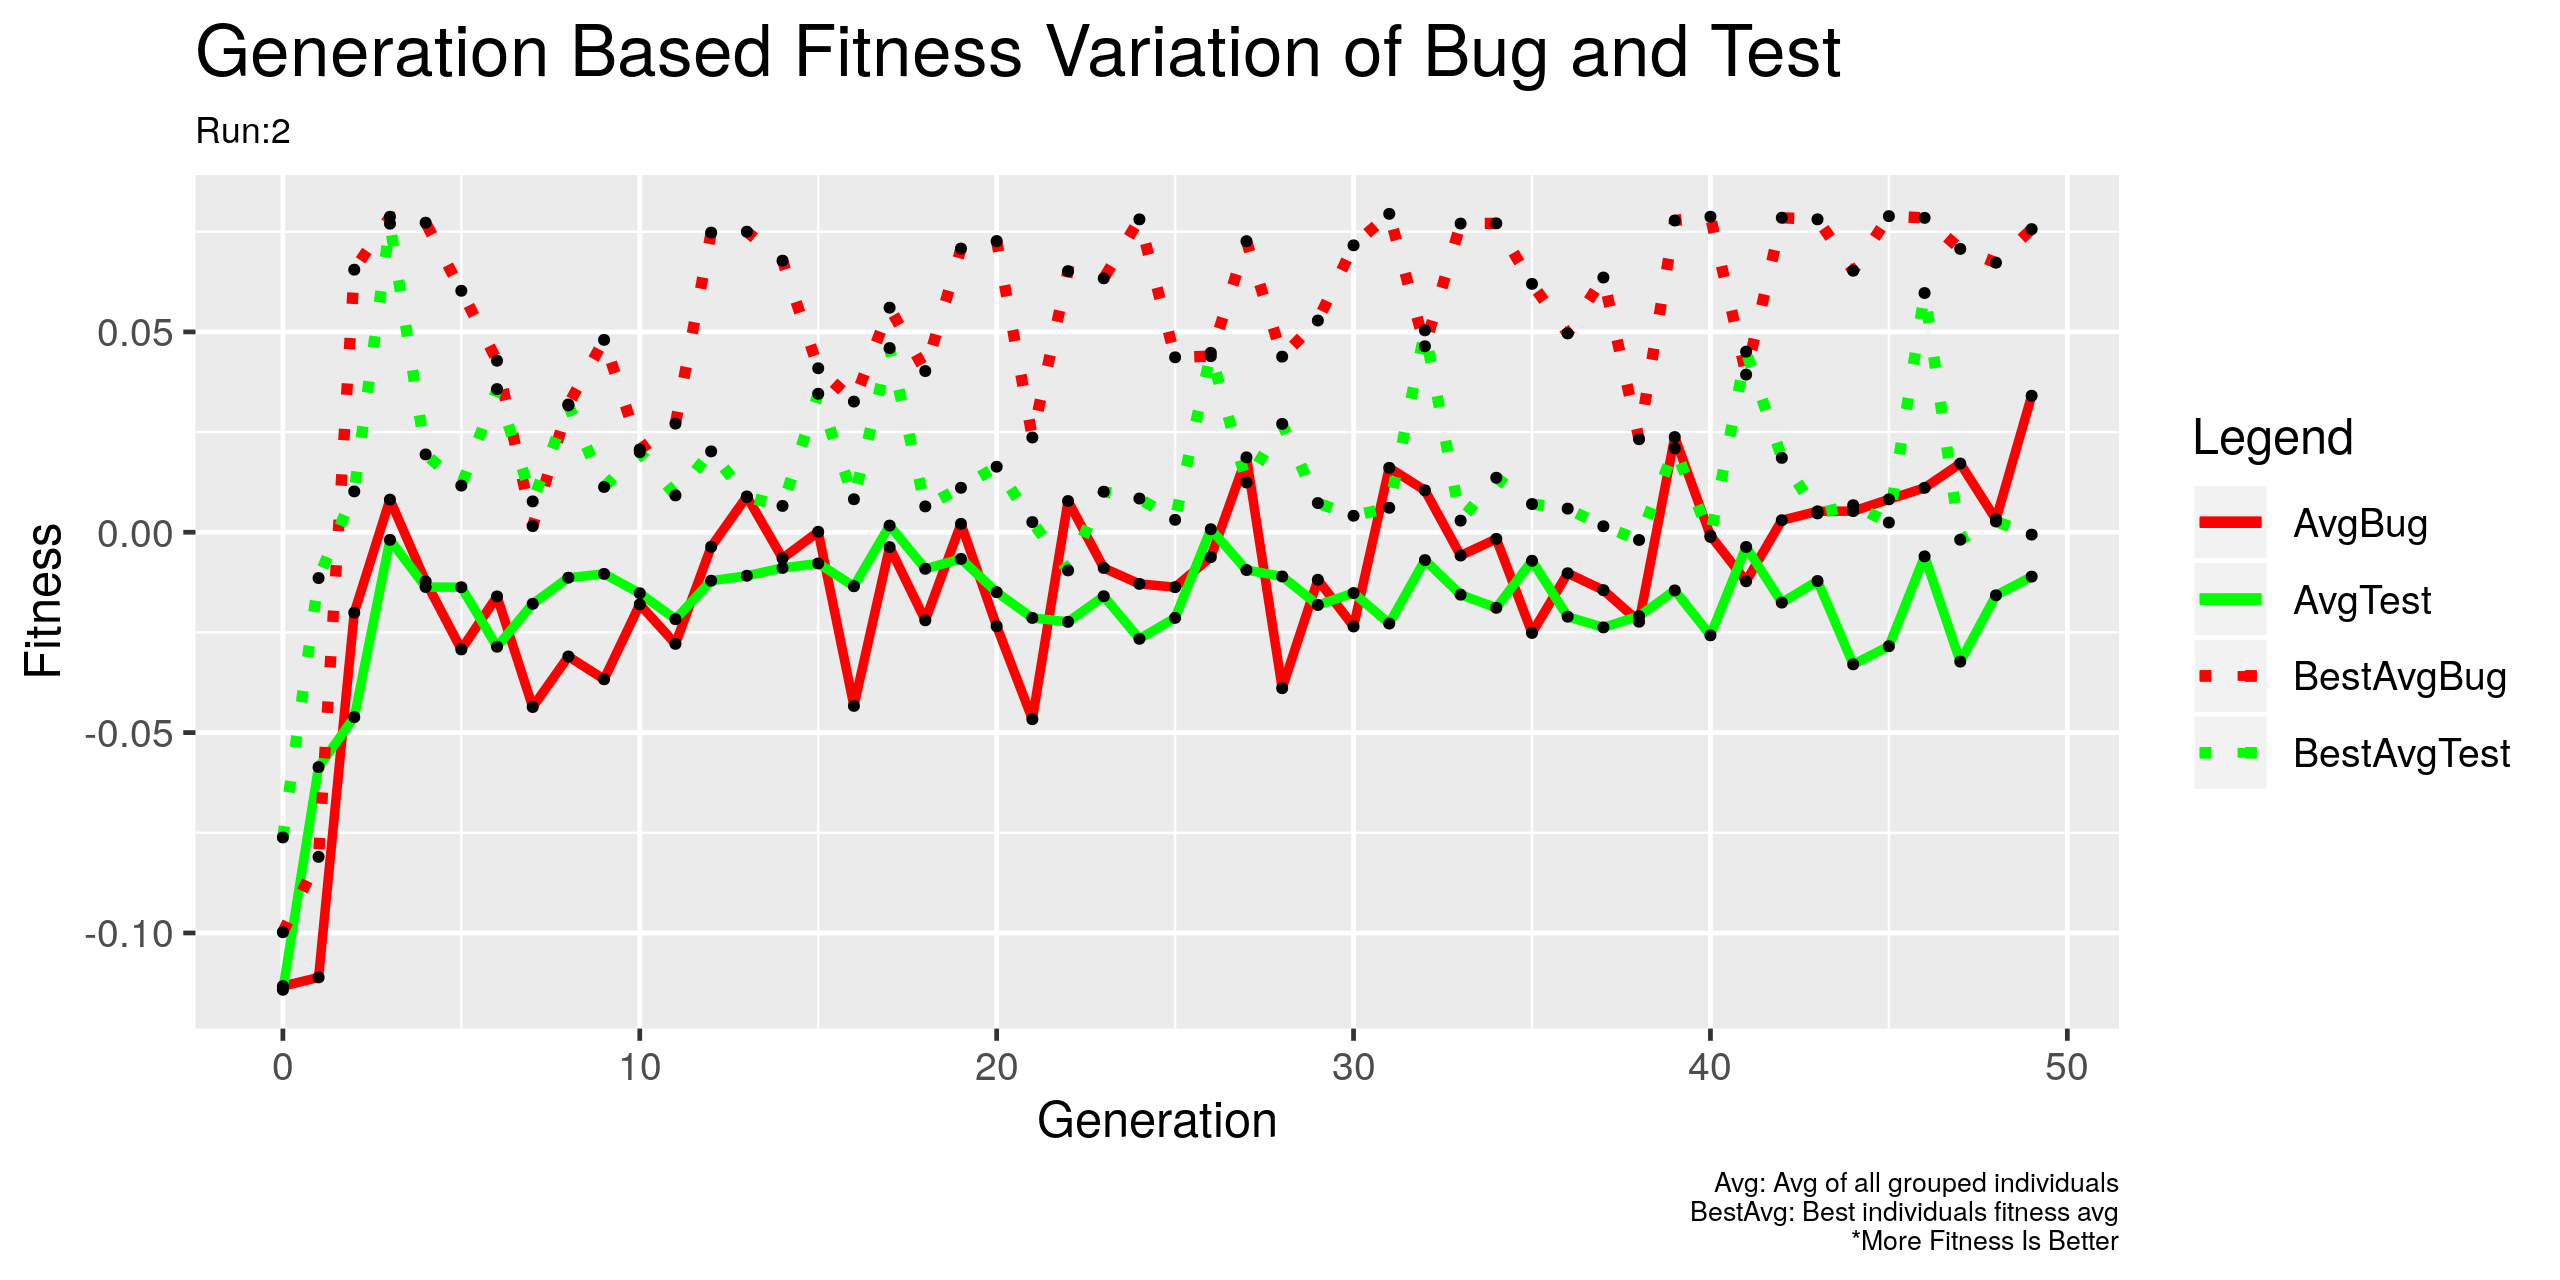 Generation Based Fitness Variation of Bug and Test
Run:2
Fitness
0.05
0.00
-0.05
-0.10
0 10 20 30 40 50
Generation
Legend
AvgBug
AvgTest
BestAvgBug
BestAvgTest
Avg: Avg of all grouped individuals
BestAvg: Best individuals fitness avg
*More Fitness Is Better